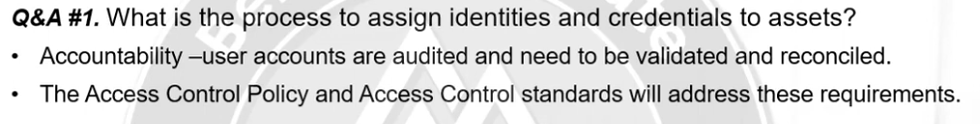 Q&A #1. What is the process to assign identities and credentials to assets?
• Accountability –user accounts are audited and need to be validated and reconciled.
• The Access Control Policy and Access Control standards will address these requirements.